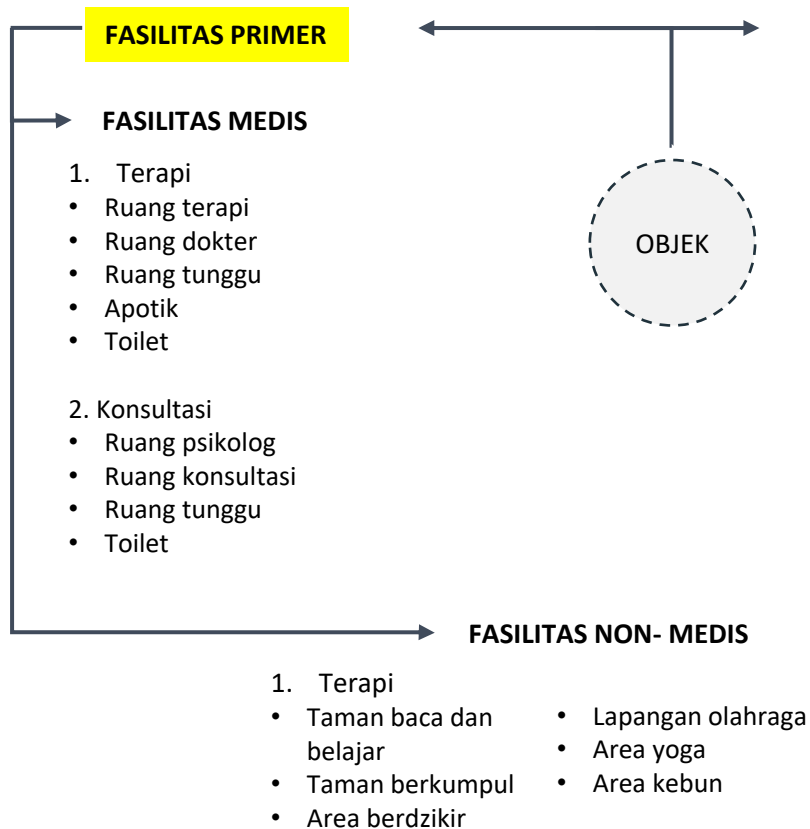 FASILITAS PRIMER
FASILITAS MEDIS
1. Terapi
• Ruang terapi
• Ruang dokter
• Ruang tunggu
• Apotik
• Toilet
OBJEK
2. Konsultasi
• Ruang psikolog
• Ruang konsultasi
• Ruang tunggu
• Toilet
FASILITAS NON- MEDIS
1. Terapi
• Taman baca dan
belajar
• Taman berkumpul
• Area berdzikir
• Lapangan olahraga
• Area yoga
• Area kebun